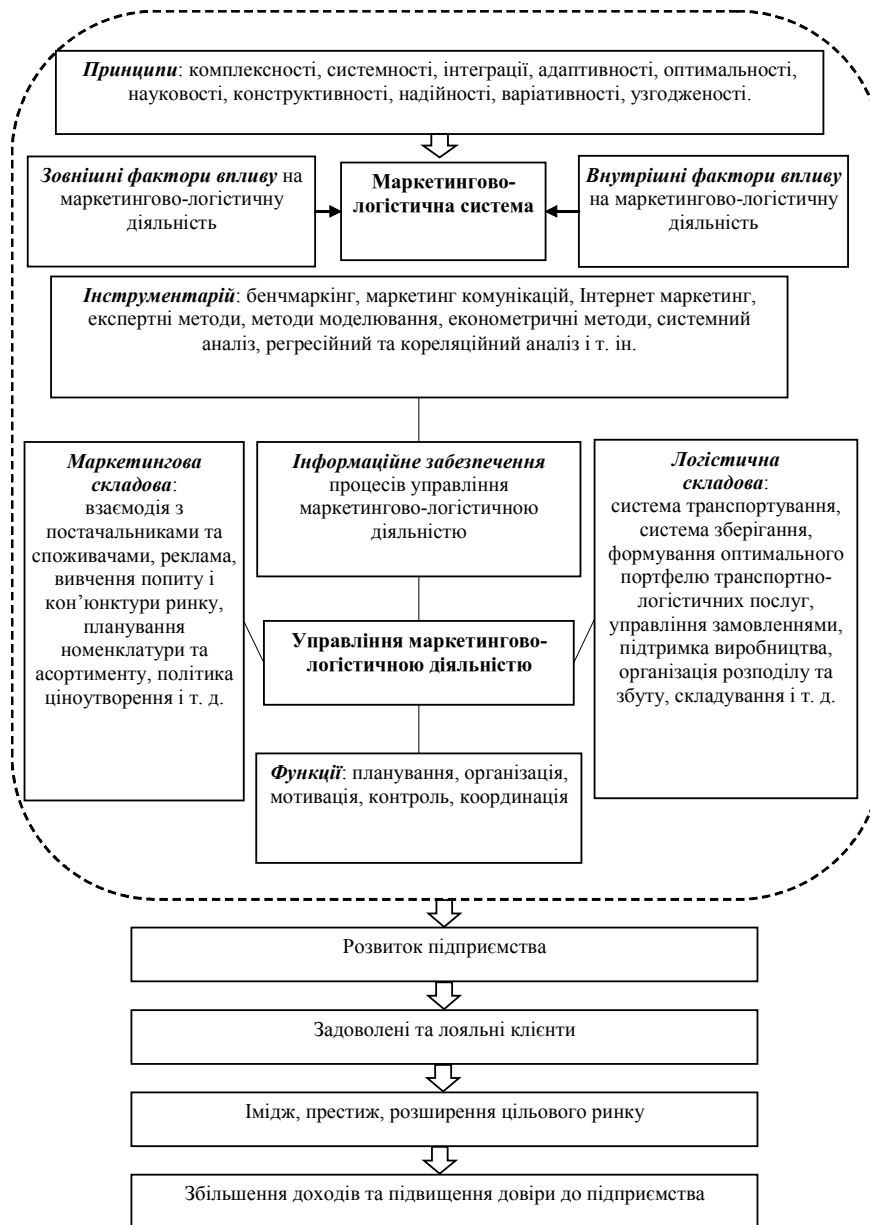 Принципи: комплексності, системності, інтеграції, адаптивності, оптимальності,
науковості, конструктивності, надійності, варіативності, узгодженості.
Зовнішні фактори впливу на
маркетингово-логістичну
діяльність
Маркетингово-
логістична система
Внутрішні фактори впливу
на маркетингово-логістичну
діяльність
Інструментарій: бенчмаркінг, маркетинг комунікацій, Інтернет маркетинг,
експертні методи, методи моделювання, економетричні методи, системний
аналіз, регресійний та кореляційний аналіз і т. ін.
Маркетингова
складова:
взаємодія з
постачальниками та
споживачами, реклама,
вивчення попиту і
кон’юнктури ринку,
планування
номенклатури та
асортименту, політика
ціноутворення і т. д.
Інформаційне забезпечення
процесів управління
маркетингово-логістичною
діяльністю
Логістична
складова:
система транспортування,
система зберігання,
формування оптимального
портфелю транспортно-
логістичних послуг,
управління замовленнями,
підтримка виробництва,
організація розподілу та
збуту, складування і т. д.
Управління маркетингово-
логістичною діяльністю
Функції: планування, організація,
мотивація, контроль, координація
Розвиток підприємства
Задоволені та лояльні клієнти
Імідж, престиж, розширення цільового ринку
Збільшення доходів та підвищення довіри до підприємства